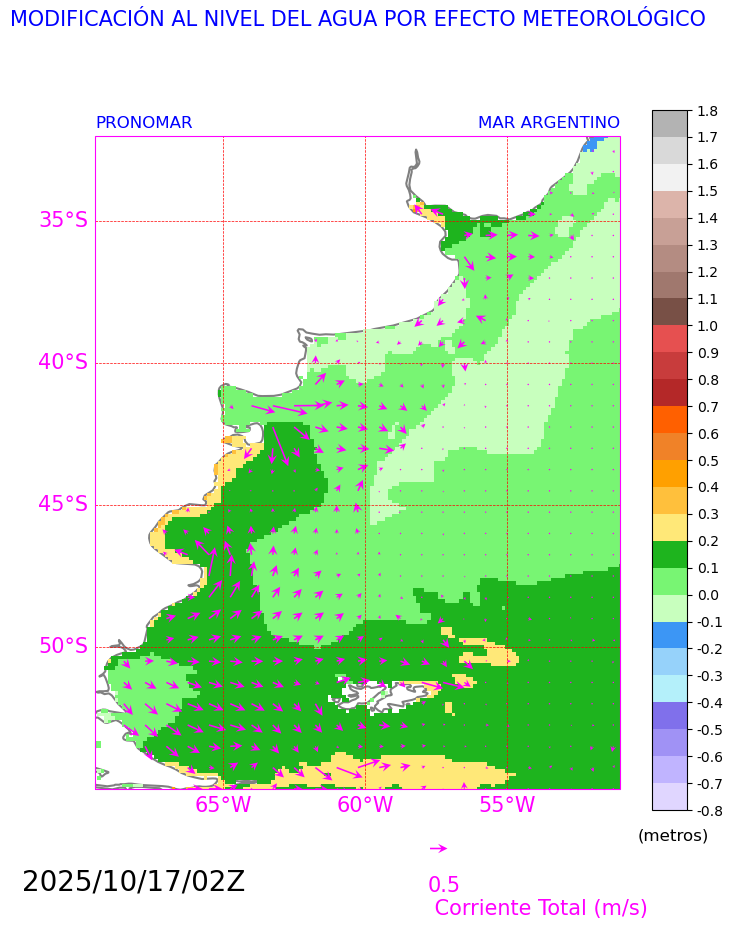 MODIFICACIÓN AL NIVEL DEL AGUA POR EFECTO METEOROLÓGICO
PRONOMAR
MAR ARGENTINO
35°S
40°S
45°S
50°S
65°W
60°W
55°W
1.8
1.7
1.6
1.5
1.4
1.3
1.2
1.1
1.0
0.9
0.8
0.7
0.6
0.5
0.4
0.3
0.2
0.1
0.0
-0.1
-0.2
-0.3
-0.4
-0.5
-0.6
-0.7
-0.8
(metros)
2025/10/17/02Z
0.5
Corriente Total (m/s)